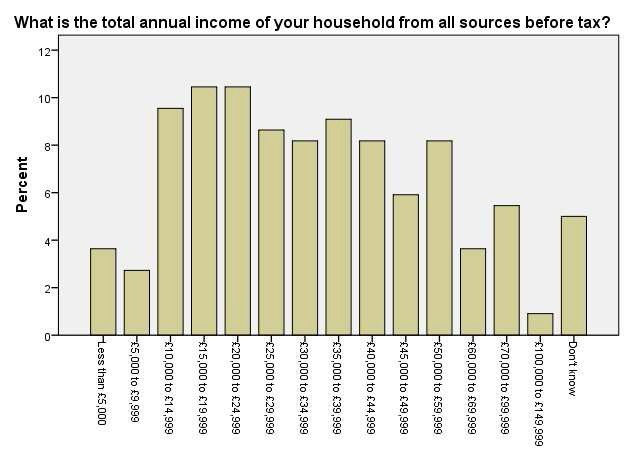 What is the total annual income of your household from all sources before tax?
12
10
8
6
4
2
0
Percent
Less than £5,000
£5,000 to £9,999
£10,000 to £14,999
£15,000 to £19,999
£20,000 to £24,999
£25,000 to £29,999
£30,000 to £34,999
£35,000 to £39,999
£40,000 to £44,999
£45,000 to £49,999
£50,000 to £59,999
£60,000 to £69,999
£70,000 to £99,999
£100,000 to £149,999
Don't know